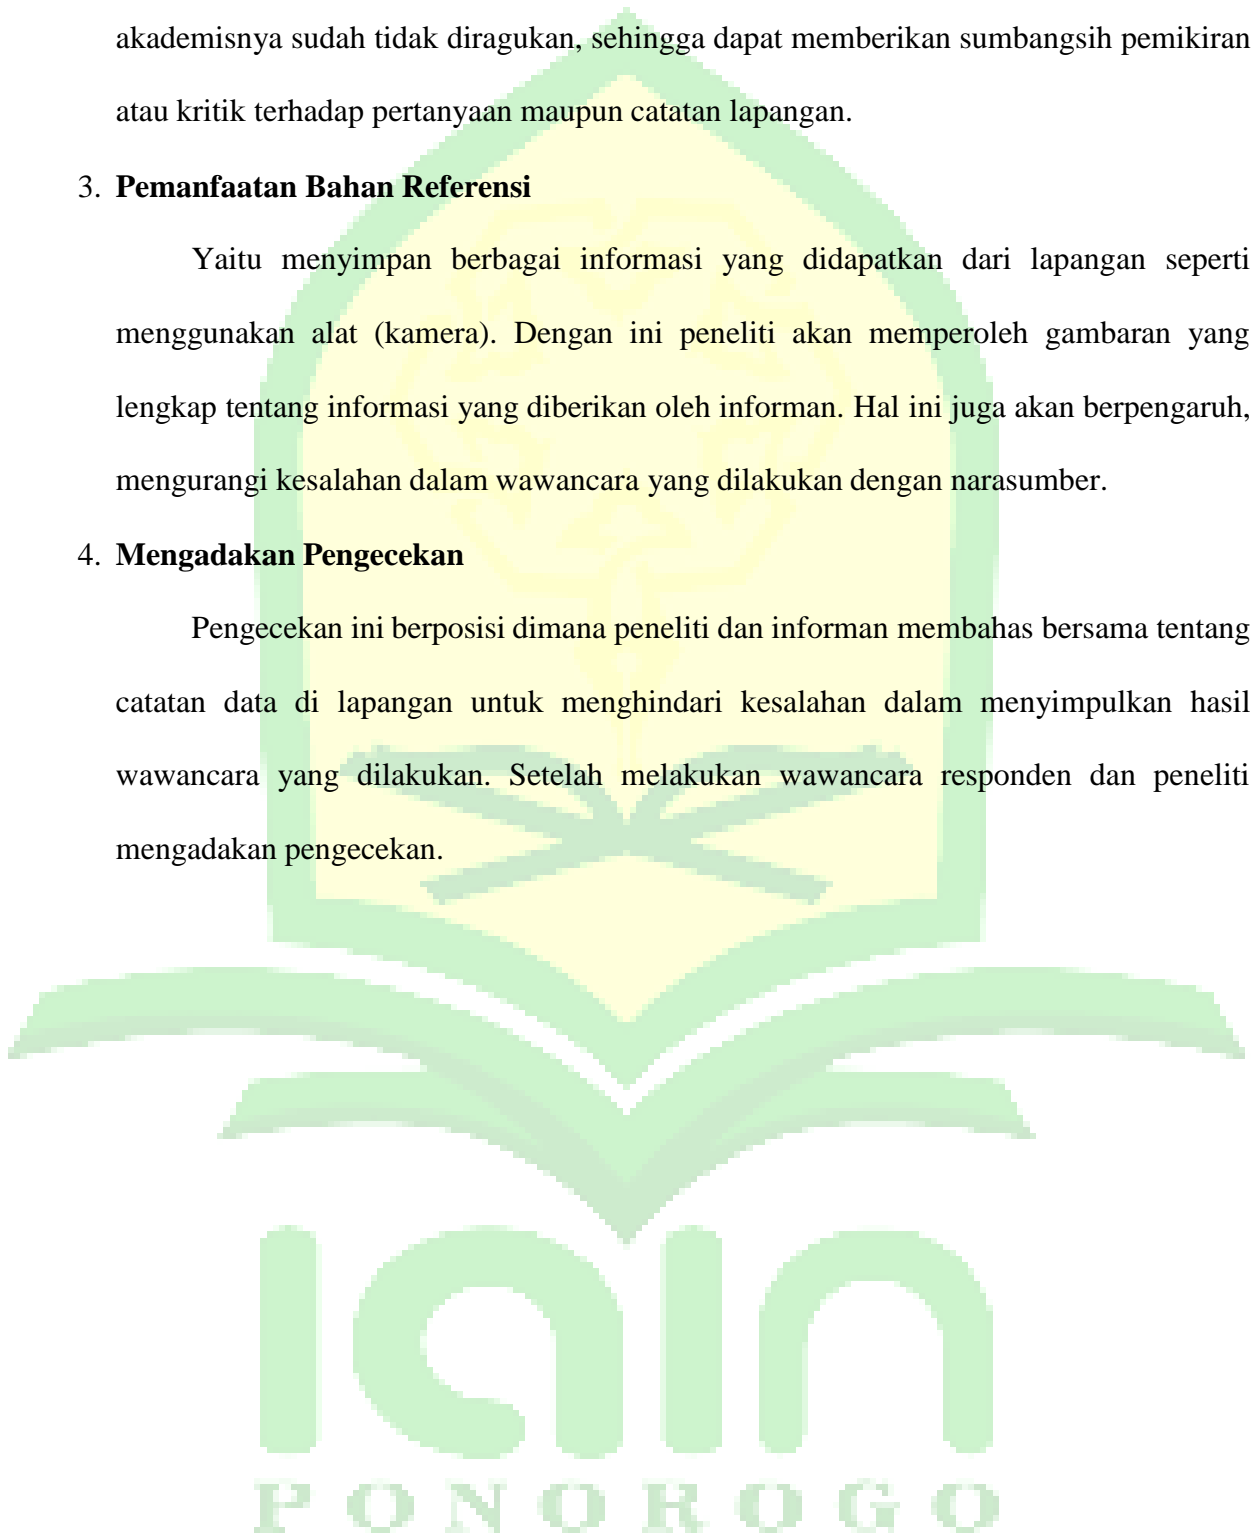 akademisnya sudah tidak diragukan, sehingga dapat memberikan sumbangsih pemikiran
atau kritik terhadap pertanyaan maupun catatan lapangan.
3. Pemanfaatan Bahan Referensi
Yaitu menyimpan berbagai informasi yang didapatkan dari lapangan seperti
menggunakan alat (kamera). Dengan ini peneliti akan memperoleh gambaran yang
lengkap tentang informasi yang diberikan oleh informan. Hal ini juga akan berpengaruh,
mengurangi kesalahan dalam wawancara yang dilakukan dengan narasumber.
4. Mengadakan Pengecekan
Pengecekan ini berposisi dimana peneliti dan informan membahas bersama tentang
catatan data di lapangan untuk menghindari kesalahan dalam menyimpulkan hasil
wawancara yang dilakukan. Setelah melakukan wawancara responden dan peneliti
mengadakan pengecekan.
iain
PONOROGO